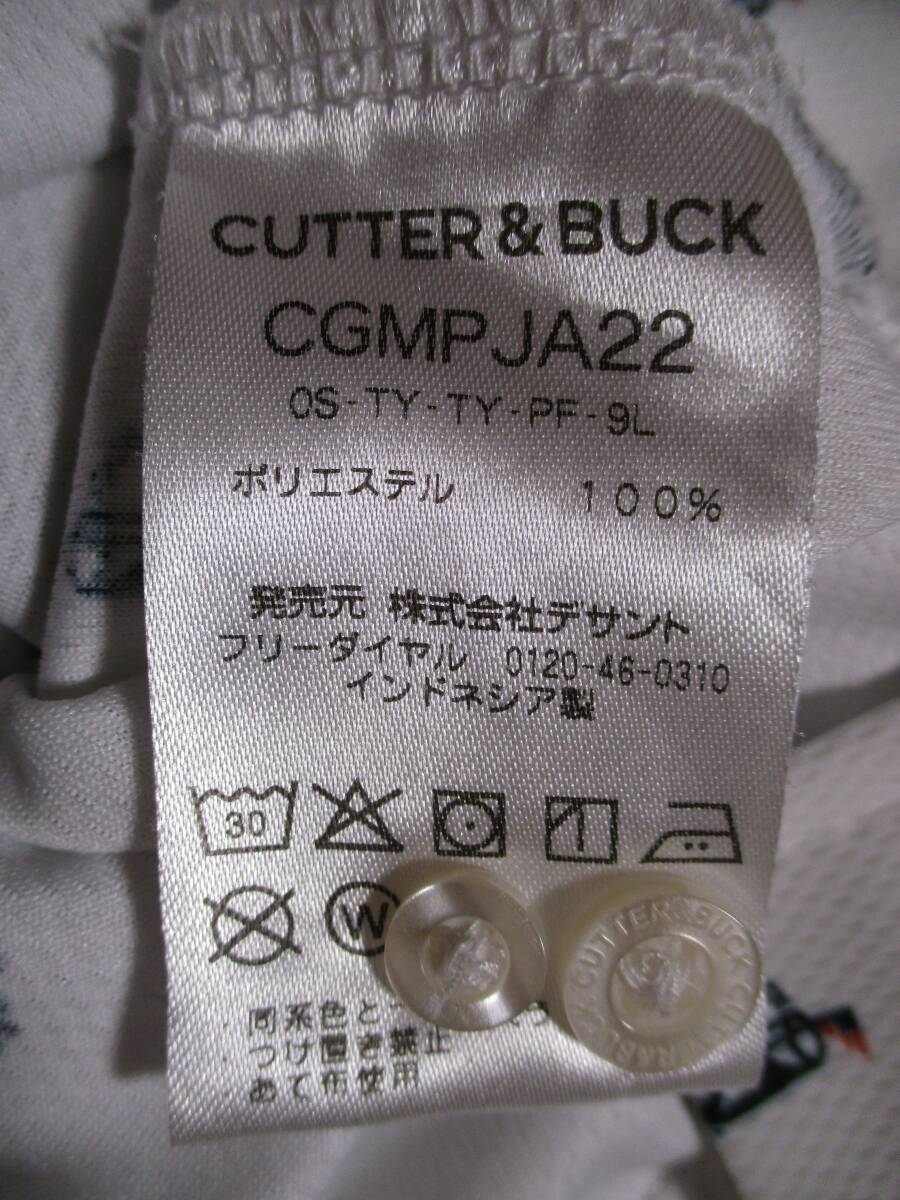 CUTTER & BUCK
CGMPJA22
OS-TY-TY-PF-9L
ポリエステル 100%
発売元 株式会社デサント
フリーダイヤル 0120-46-0310
インドネシア製
30
W
同系色と
つけ置き禁止
あて布使用
CUTTER & BUCK